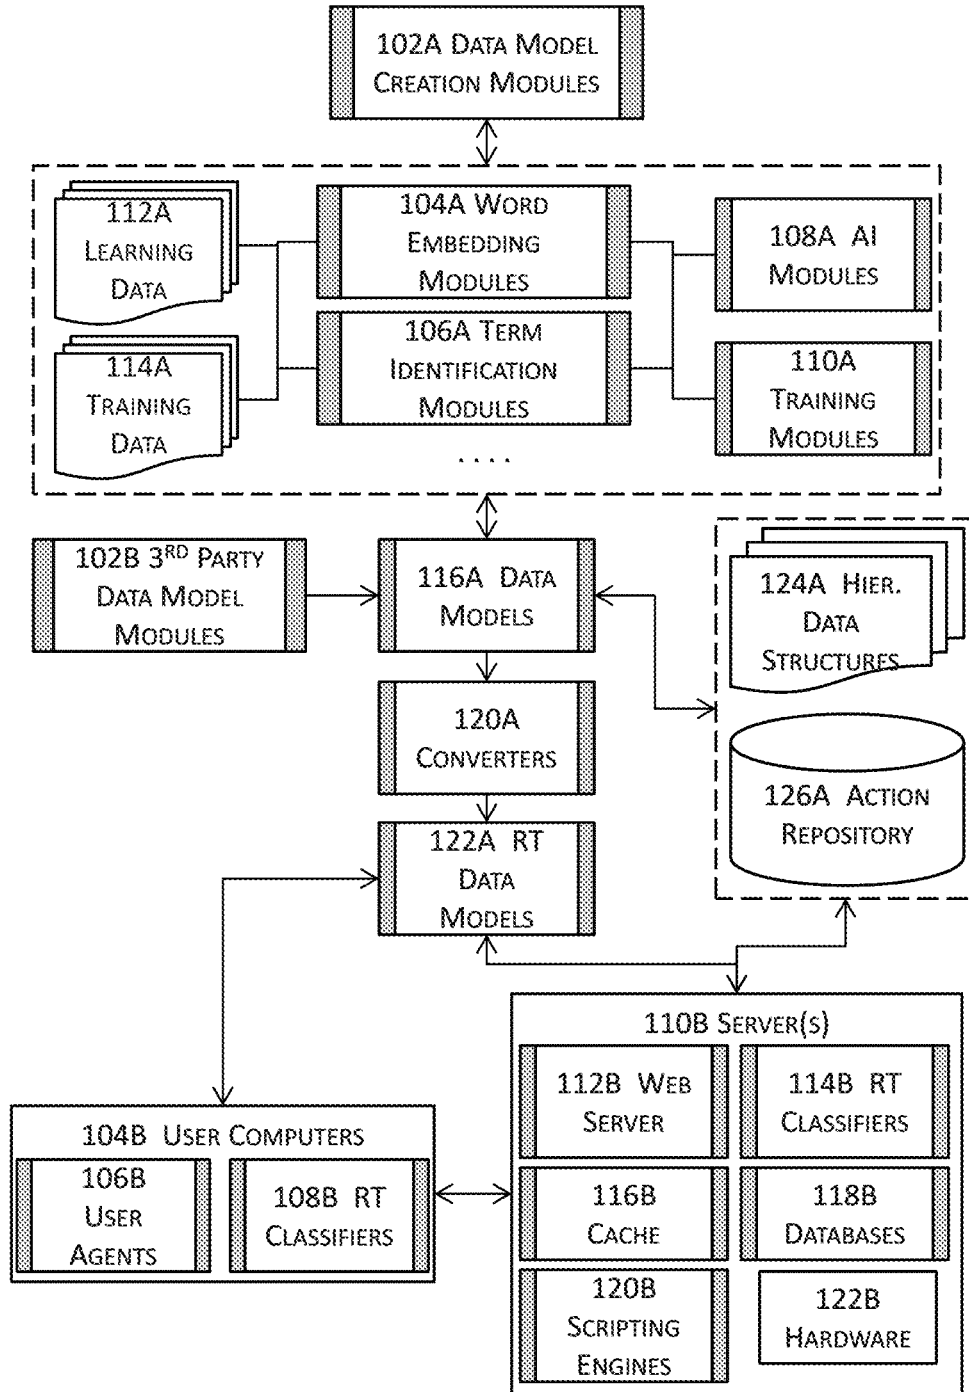 102A DATA MODEL
CREATION MODULES
112A
LEARNING
DATA
104A WORD
EMBEDDING
MODULES
108A AI
MODULES
114A
TRAINING
DATA
106A TERM
IDENTIFICATION
MODULES
110A
TRAINING
MODULES
....
102B 3RD PARTY
DATA MODEL
MODULES
116A DATA
MODELS
124A HIER.
DATA
STRUCTURES
120A
CONVERTERS
126A ACTION
REPOSITORY
122A RT
DATA
MODELS
110B SERVER(S)
112B WEB
SERVER
114B RT
CLASSIFIERS
104B USER COMPUTERS
106B
USER
AGENTS
108B RT
CLASSIFIERS
116B
CACHE
118B
DATABASES
120B
SCRIPTING
ENGINES
122B
HARDWARE